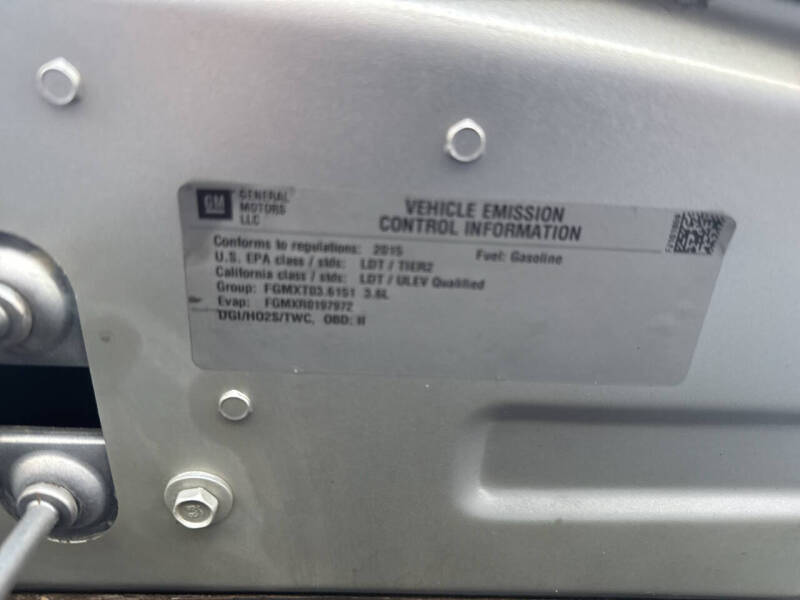 GM GENERAL MOTORS LLC
VEHICLE EMISSION
CONTROL INFORMATION
Conforms to regulations: 2015 Fuel: Gasoline
U.S. EPA class / stds: LDT / TIER2
California class / stds: LDT / ULEV Qualified
Group: FGMXT03.6151 3.6L
Evap: FGMXR0197972
DGI/HO2S/TWC, OBD: II